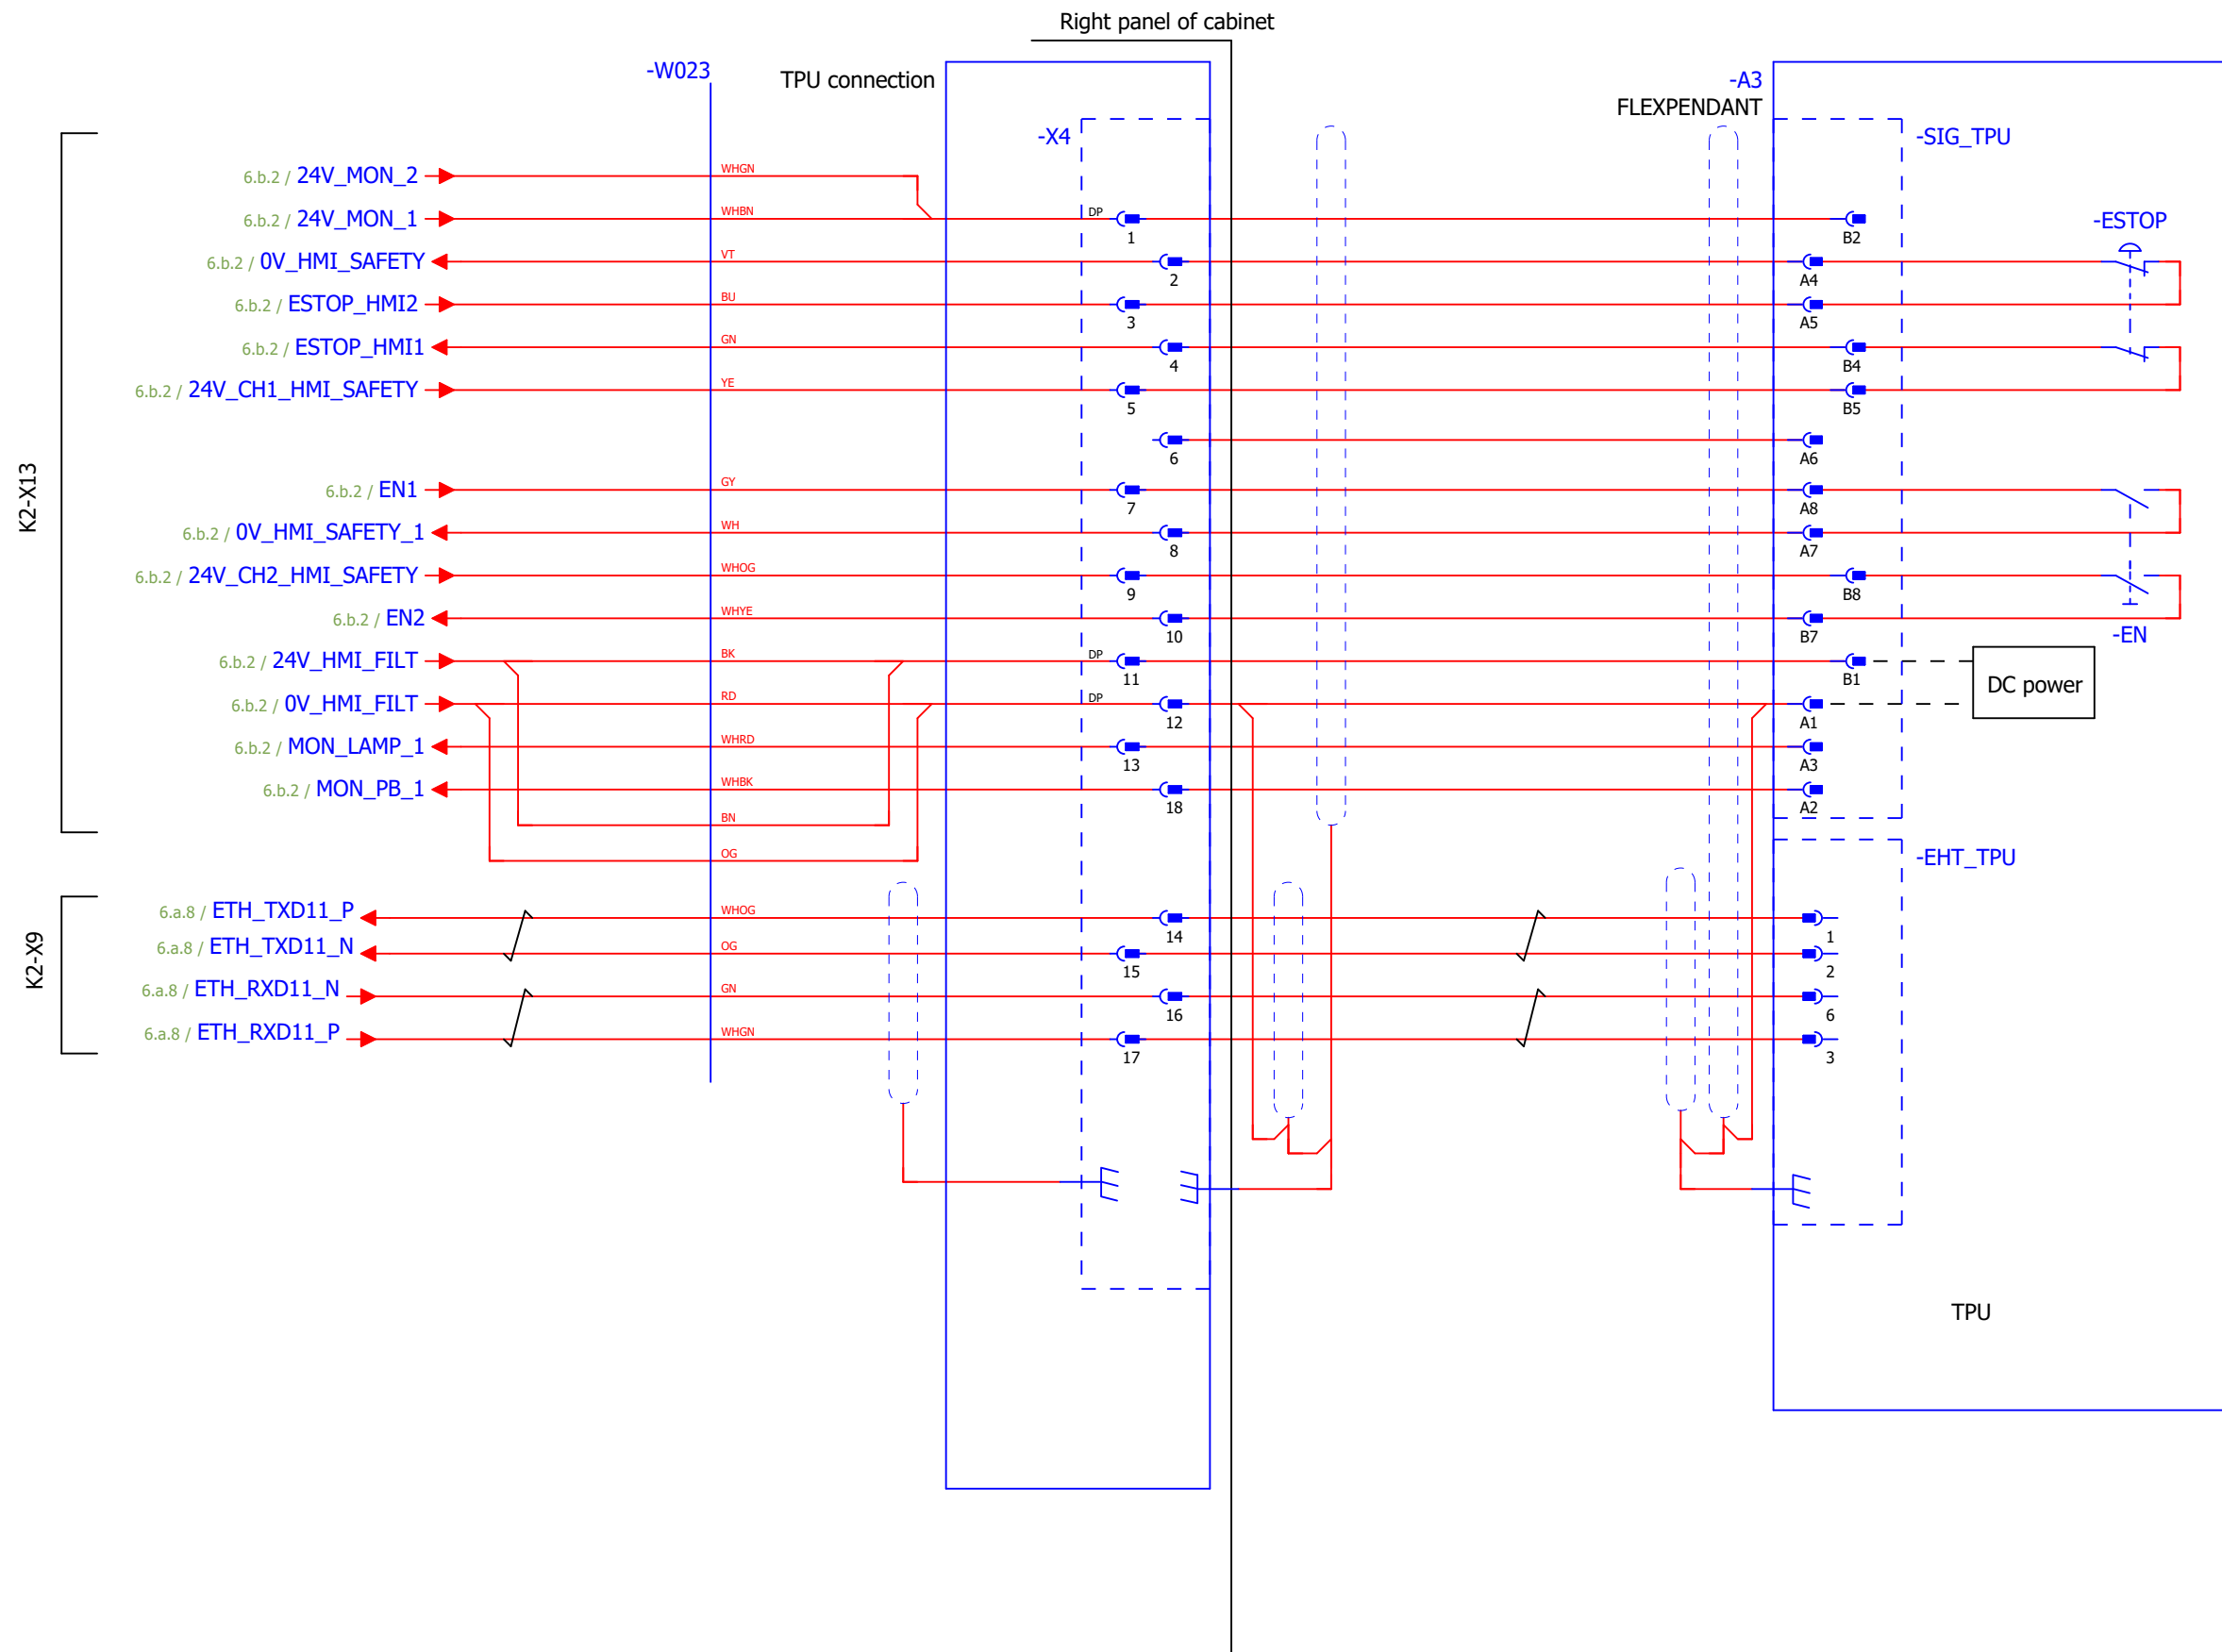 Right panel of cabinet
-W023
TPU connection
-A3
FLEXPENDANT
-X4
-SIG_TPU
6.b.2 / 24V_MON_2
WHGN
6.b.2 / 24V_MON_1
WHBN
DP
1
B2
-ESTOP
6.b.2 / 0V_HMI_SAFETY
VT
2
A4
6.b.2 / ESTOP_HMI2
BU
3
A5
6.b.2 / ESTOP_HMI1
GN
4
B4
6.b.2 / 24V_CH1_HMI_SAFETY
YE
5
B5
6
A6
K2-X13
6.b.2 / EN1
GY
7
A8
6.b.2 / 0V_HMI_SAFETY_1
WH
8
A7
6.b.2 / 24V_CH2_HMI_SAFETY
WHOG
9
B8
6.b.2 / EN2
WHYE
10
B7
-EN
6.b.2 / 24V_HMI_FILT
BK
DP
11
B1
DC power
6.b.2 / 0V_HMI_FILT
RD
DP
12
A1
6.b.2 / MON_LAMP_1
WHRD
13
A3
6.b.2 / MON_PB_1
WHBK
18
A2
BN
OG
-EHT_TPU
K2-X9
6.a.8 / ETH_TXD11_P
WHOG
14
1
6.a.8 / ETH_TXD11_N
OG
15
2
6.a.8 / ETH_RXD11_N
GN
16
6
6.a.8 / ETH_RXD11_P
WHGN
17
3
TPU